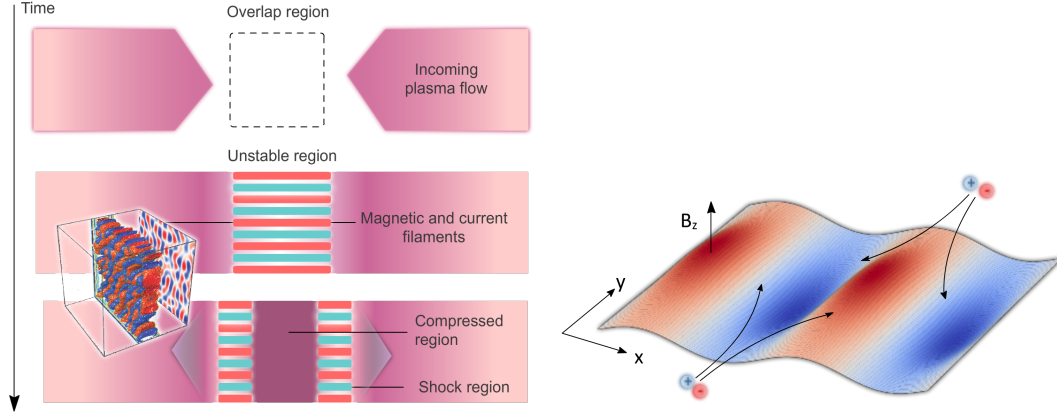 Time
Overlap region
Incoming
plasma flow
Unstable region
Magnetic and current
filaments
Compressed
region
Shock region
B_z
y
x
+
-
+
-